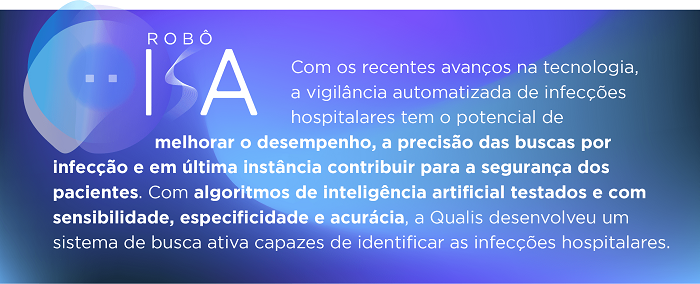 ROBÔ
ISA
Com os recentes avanços na tecnologia,
a vigilância automatizada de infecções
hospitalares tem o potencial de
melhorar o desempenho, a precisão das buscas por
infecção e em última instância contribuir para a segurança dos
pacientes. Com algoritmos de inteligência artificial testados e com
sensibilidade, especificidade e acurácia, a Qualis desenvolveu um
sistema de busca ativa capazes de identificar as infecções hospitalares.